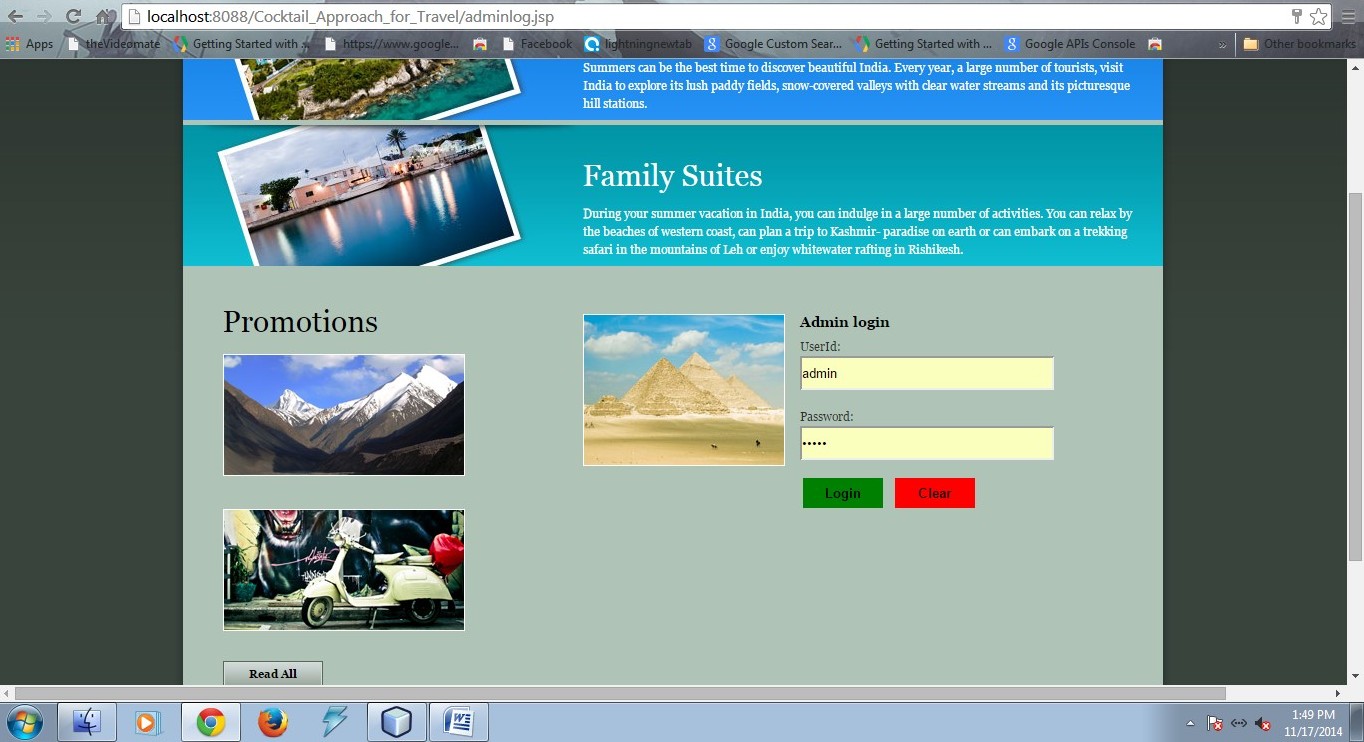 localhost:8088/Cocktail_Approach_for_Travel/adminlog.jsp
Apps
theVideomate
Getting Started with ...
https://www.google...
Facebook
lightningnewtab
Google Custom Sear...
Getting Started with ...
Google APIs Console
»
Other bookmarks
Summers can be the best time to discover beautiful India. Every year, a large number of tourists, visit
India to explore its lush paddy fields, snow-covered valleys with clear water streams and its picturesque
hill stations.
Family Suites
During your summer vacation in India, you can indulge in a large number of activities. You can relax by
the beaches of western coast, can plan a trip to Kashmir- paradise on earth or can embark on a trekking
safari in the mountains of Leh or enjoy whitewater rafting in Rishikesh.
Promotions
Admin login
UserId:
admin
Password:
•••••
Login
Clear
Read All
1:49 PM
11/17/2014